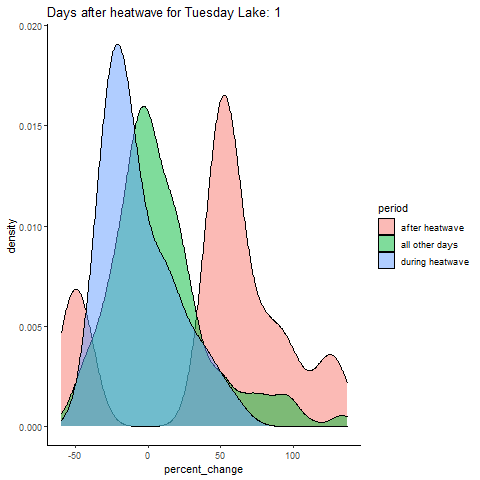 Days after heatwave for Tuesday Lake: 1
0.020
0.015
0.010
0.005
0.000
density
-50
0
50
100
percent_change
period
after heatwave
all other days
during heatwave